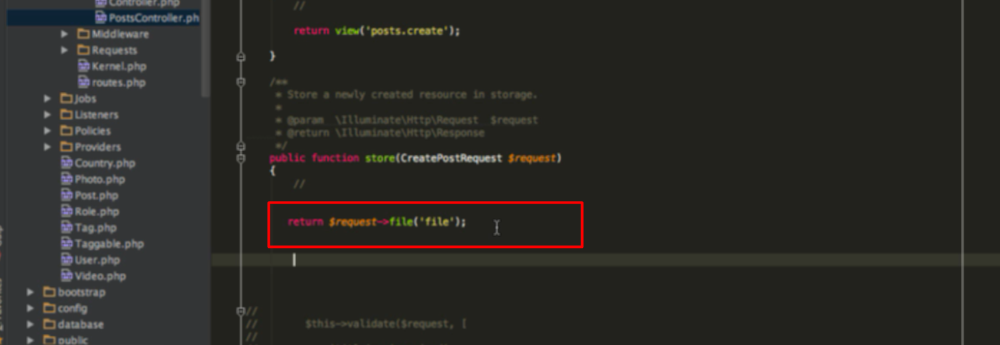 Controller.php
PostsController.ph
Middleware
Requests
Kernel.php
routes.php
Jobs
Listeners
Policies
Providers
Country.php
Photo.php
Post.php
Role.php
Tag.php
Taggable.php
User.php
Video.php
bootstrap
config
database
public
//
return view('posts.create');
}
/**
* Store a newly created resource in storage.
*
* @param  \Illuminate\Http\Request  $request
* @return \Illuminate\Http\Response
*/
public function store(CreatePostRequest $request)
{
//
return $request->file('file');
//
// $this->validate($request, [
//